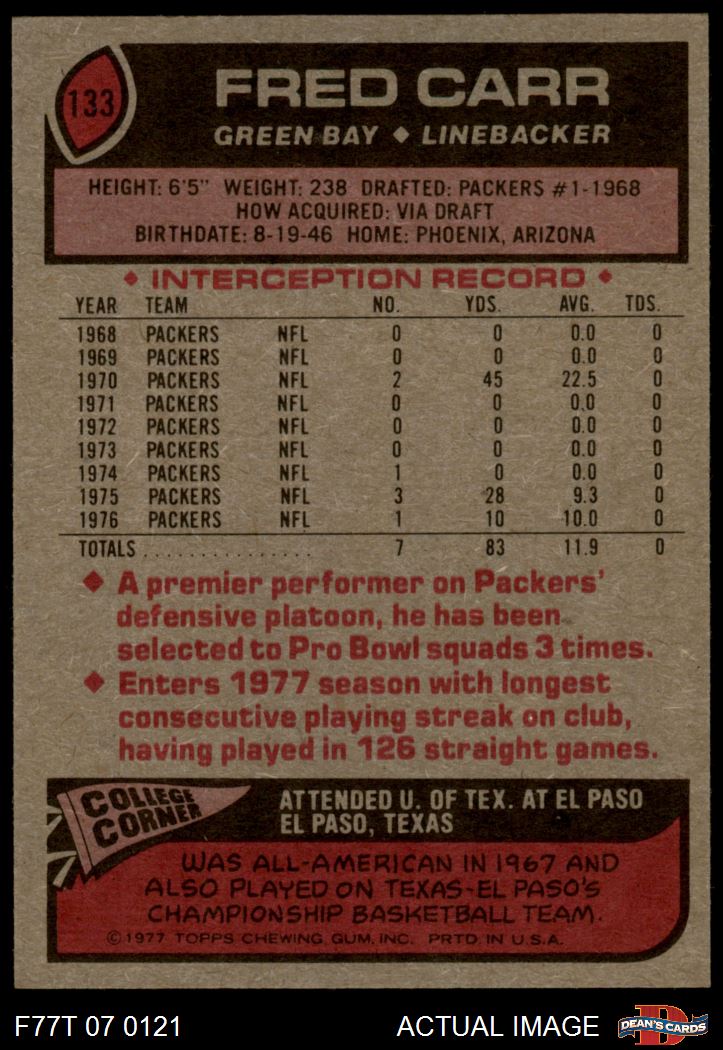 133
FRED CARR
GREEN BAY ♦ LINEBACKER
HEIGHT: 6'5" WEIGHT: 238 DRAFTED: PACKERS #1-1968
HOW ACQUIRED: VIA DRAFT
BIRTHDATE: 8-19-46 HOME: PHOENIX, ARIZONA
♦ INTERCEPTION RECORD ♦
YEAR TEAM NO. YDS. AVG. TDS.
1968 PACKERS NFL 0 0 0.0 0
1969 PACKERS NFL 0 0 0.0 0
1970 PACKERS NFL 2 45 22.5 0
1971 PACKERS NFL 0 0 0.0 0
1972 PACKERS NFL 0 0 0.0 0
1973 PACKERS NFL 0 0 0.0 0
1974 PACKERS NFL 1 0 0.0 0
1975 PACKERS NFL 3 28 9.3 0
1976 PACKERS NFL 1 10 10.0 0
TOTALS . . . . . . . . . . . . . . . 7 83 11.9 0
♦ A premier performer on Packers'
defensive platoon, he has been
selected to Pro Bowl squads 3 times.
♦ Enters 1977 season with longest
consecutive playing streak on club,
having played in 126 straight games.
COLLEGE
CORNER
ATTENDED U. OF TEX. AT EL PASO
EL PASO, TEXAS
WAS ALL-AMERICAN IN 1967 AND
ALSO PLAYED ON TEXAS-EL PASO'S
CHAMPIONSHIP BASKETBALL TEAM.
© 1977 TOPPS CHEWING GUM, INC. PRTD. IN U.S.A.
F77T 07 0121
ACTUAL IMAGE
D
DEAN'S CARDS